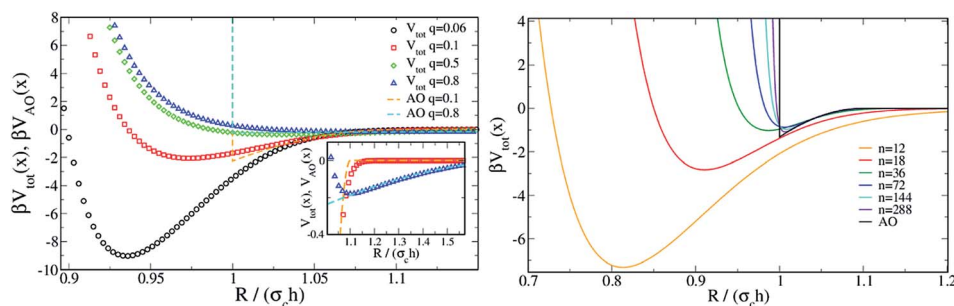 βV_tot(x), βV_AO(x)
8
6
4
2
0
-2
-4
-6
-8
-10
0.9
0.95
1
1.05
1.1
R / (σ_c h)
V_tot q=0.06
V_tot q=0.1
V_tot q=0.5
V_tot q=0.8
AO q=0.1
AO q=0.8
V_tot(x), V_AO(x)
0
-0.4
1.1
1.2
1.3
1.4
1.5
R / (σ_c h)
βV_tot(x)
4
2
0
-2
-4
-6
0.7
0.8
0.9
1
1.1
1.2
R / (σ_c h)
n=12
n=18
n=36
n=72
n=144
n=288
AO